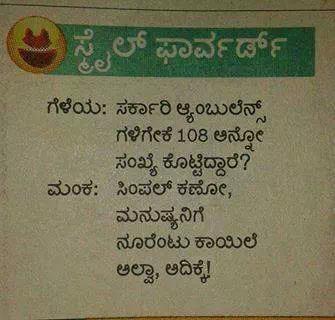 ಸ್ಮೈಲ್ ಫಾರ್ವರ್ಡ್
ಗೆಳೆಯ: ಸರ್ಕಾರಿ ಆ್ಯಂಬುಲೆನ್ಸ್
ಗಳಿಗೇಕೆ 108 ಅನ್ನೋ
ಸಂಖ್ಯೆ ಕೊಟ್ಟಿದ್ದಾರೆ?
ಮಂಕ: ಸಿಂಪಲ್ ಕಣೋ,
ಮನುಷ್ಯನಿಗೆ
ನೂರೆಂಟು ಕಾಯಿಲೆ
ಅಲ್ವಾ, ಅದಿಕ್ಕೆ!